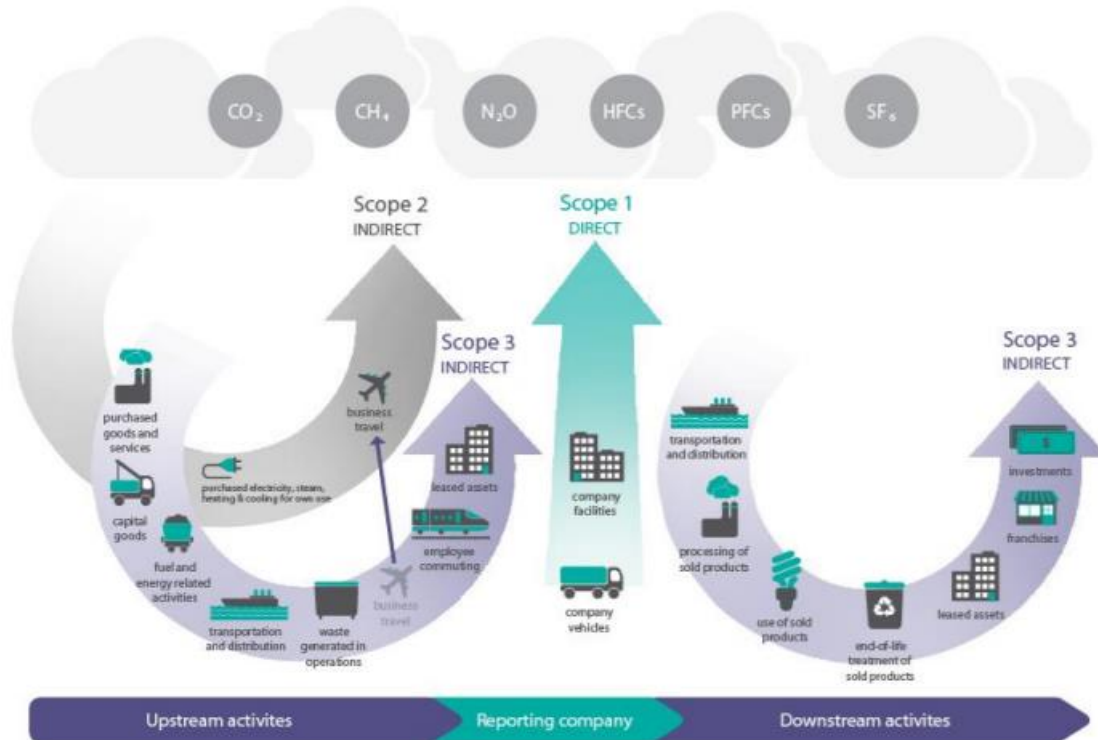 CO₂
CH₄
N₂O
HFCs
PFCs
SF₆
Scope 2
INDIRECT
Scope 1
DIRECT
Scope 3
INDIRECT
Scope 3
INDIRECT
purchased
goods and
services
capital
goods
fuel and
energy related
activities
purchased electricity, steam,
heating & cooling for own use
transportation
and distribution
waste
generated in
operations
business
travel
business
travel
employee
commuting
leased assets
company
facilities
company
vehicles
transportation
and distribution
processing of
sold products
use of sold
products
end-of-life
treatment of
sold products
leased assets
franchises
investments
$
Upstream activites
Reporting company
Downstream activites